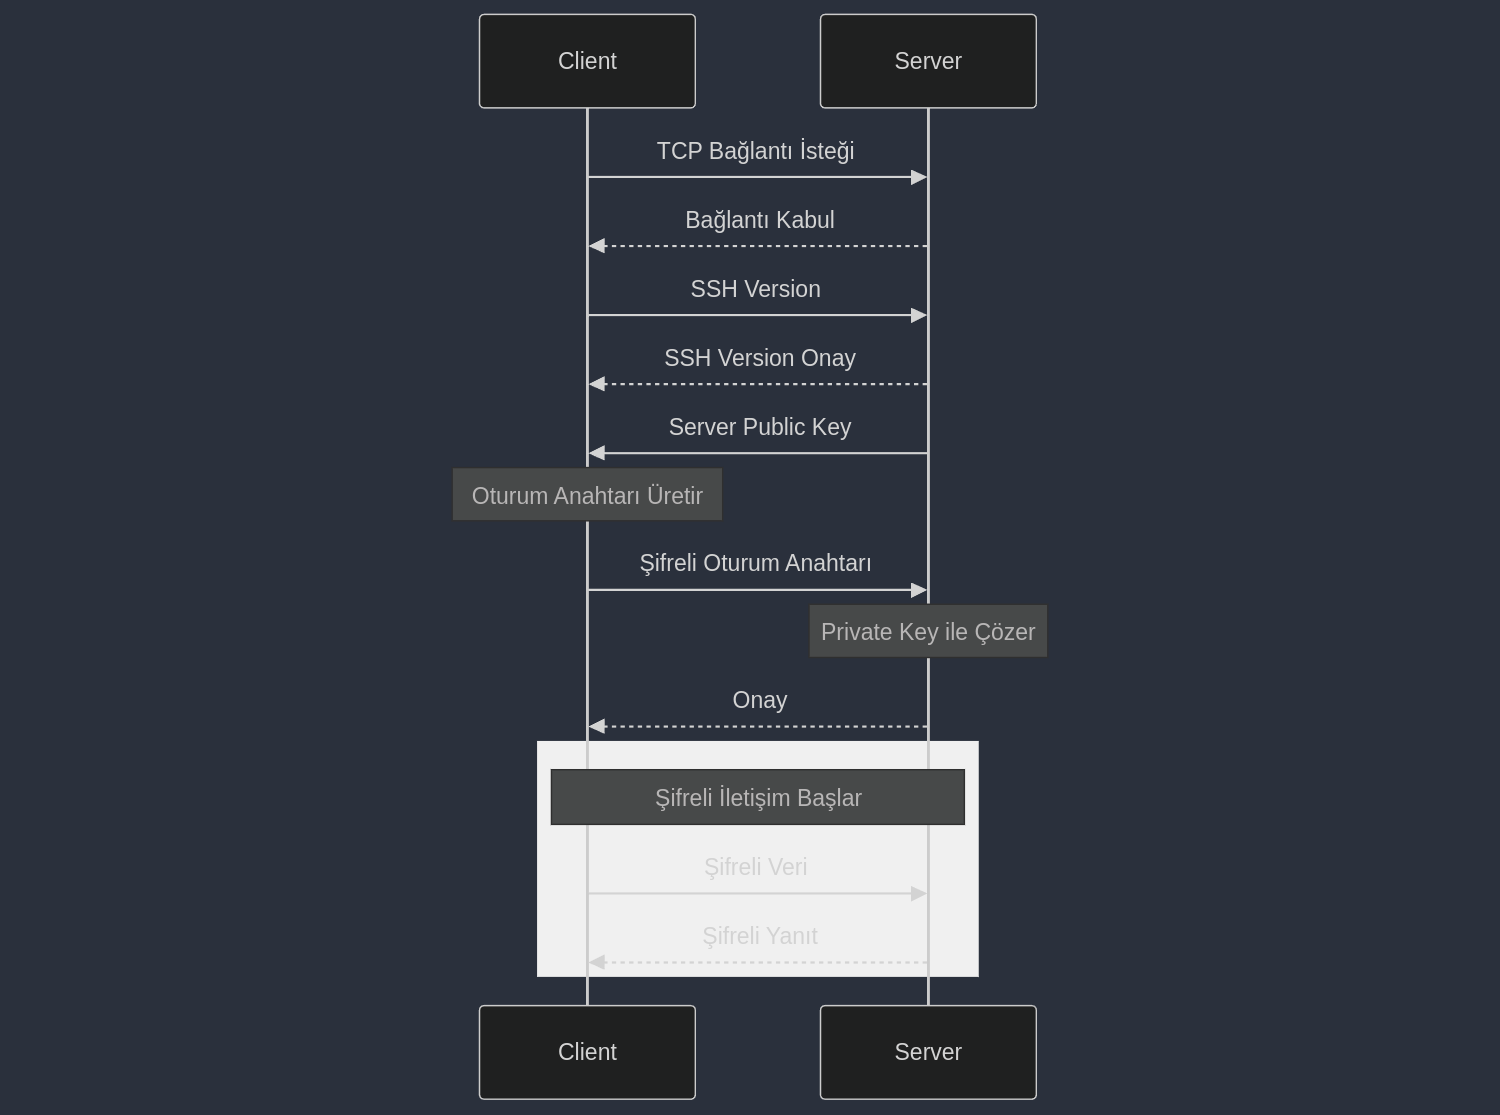 Client
Server
TCP Bağlantı İsteği
Bağlantı Kabul
SSH Version
SSH Version Onay
Server Public Key
Oturum Anahtarı Üretir
Şifreli Oturum Anahtarı
Private Key ile Çözer
Onay
Şifreli İletişim Başlar
Şifreli Veri
Şifreli Yanıt
Client
Server